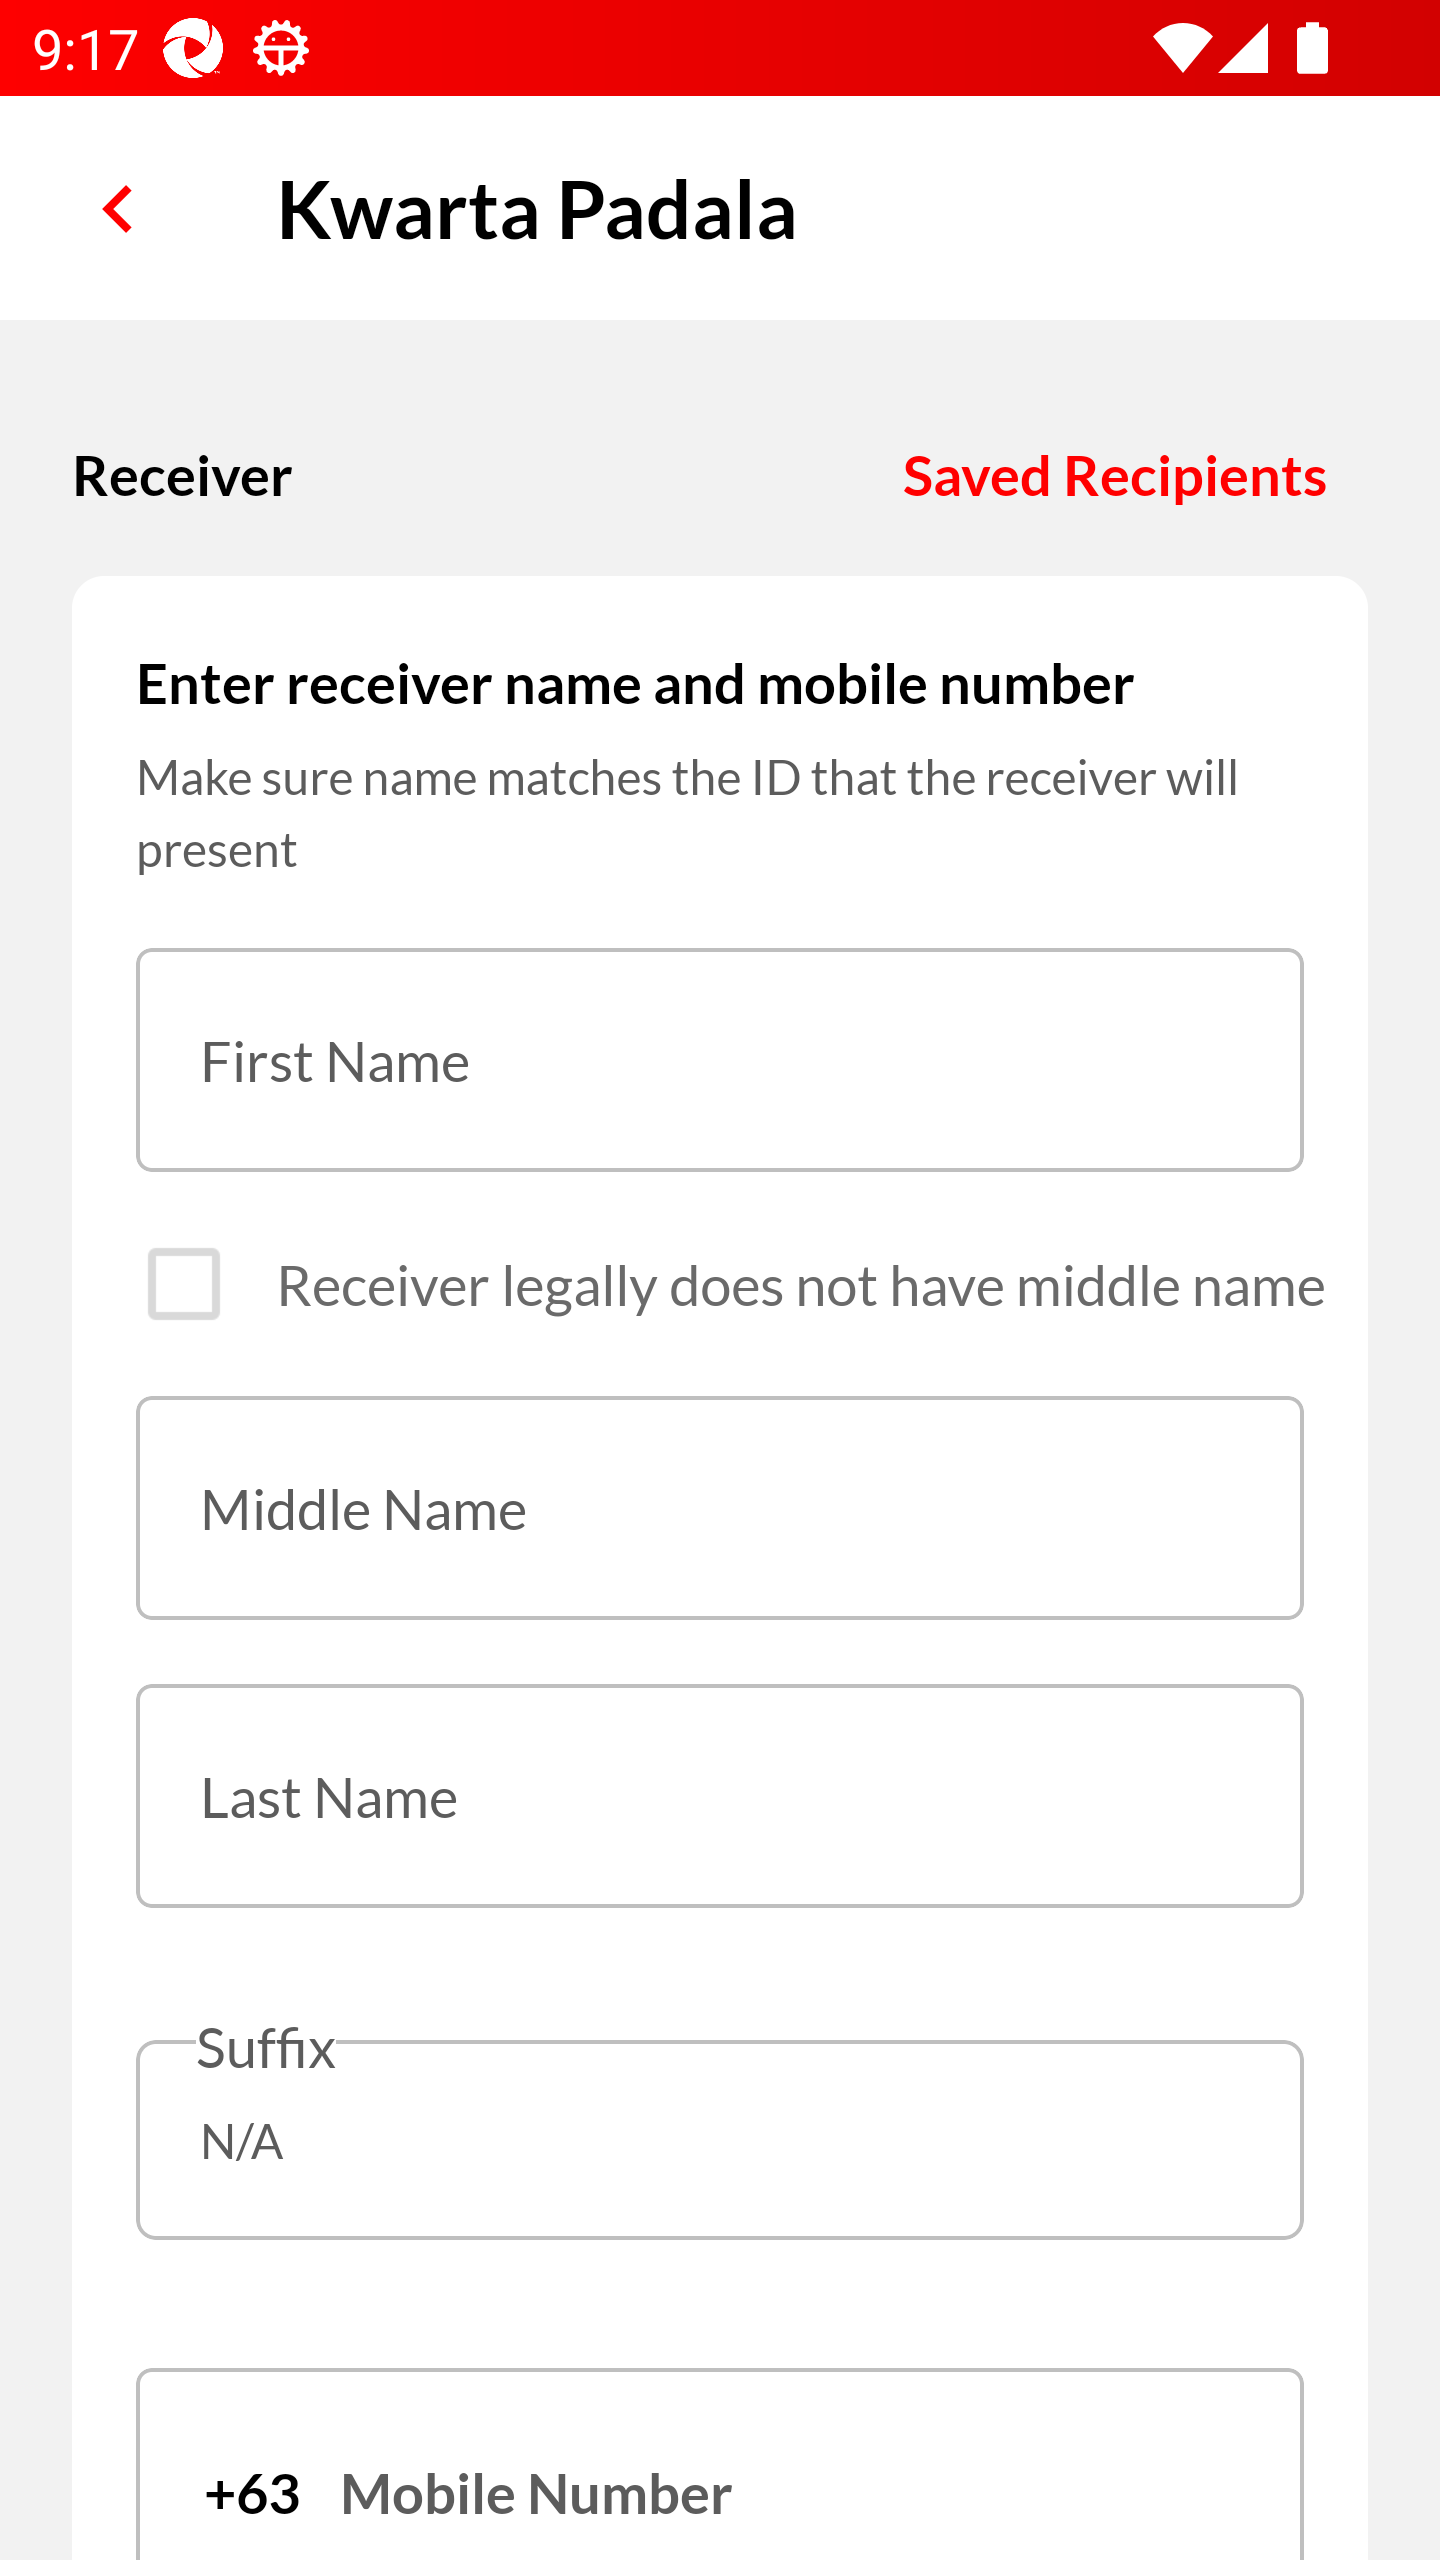 9:17
Kwarta Padala
Receiver
Saved Recipients
Enter receiver name and mobile number
Make sure name matches the ID that the receiver will
present
First Name
Receiver legally does not have middle name
Middle Name
Last Name
Suffix
N/A
+63 Mobile Number